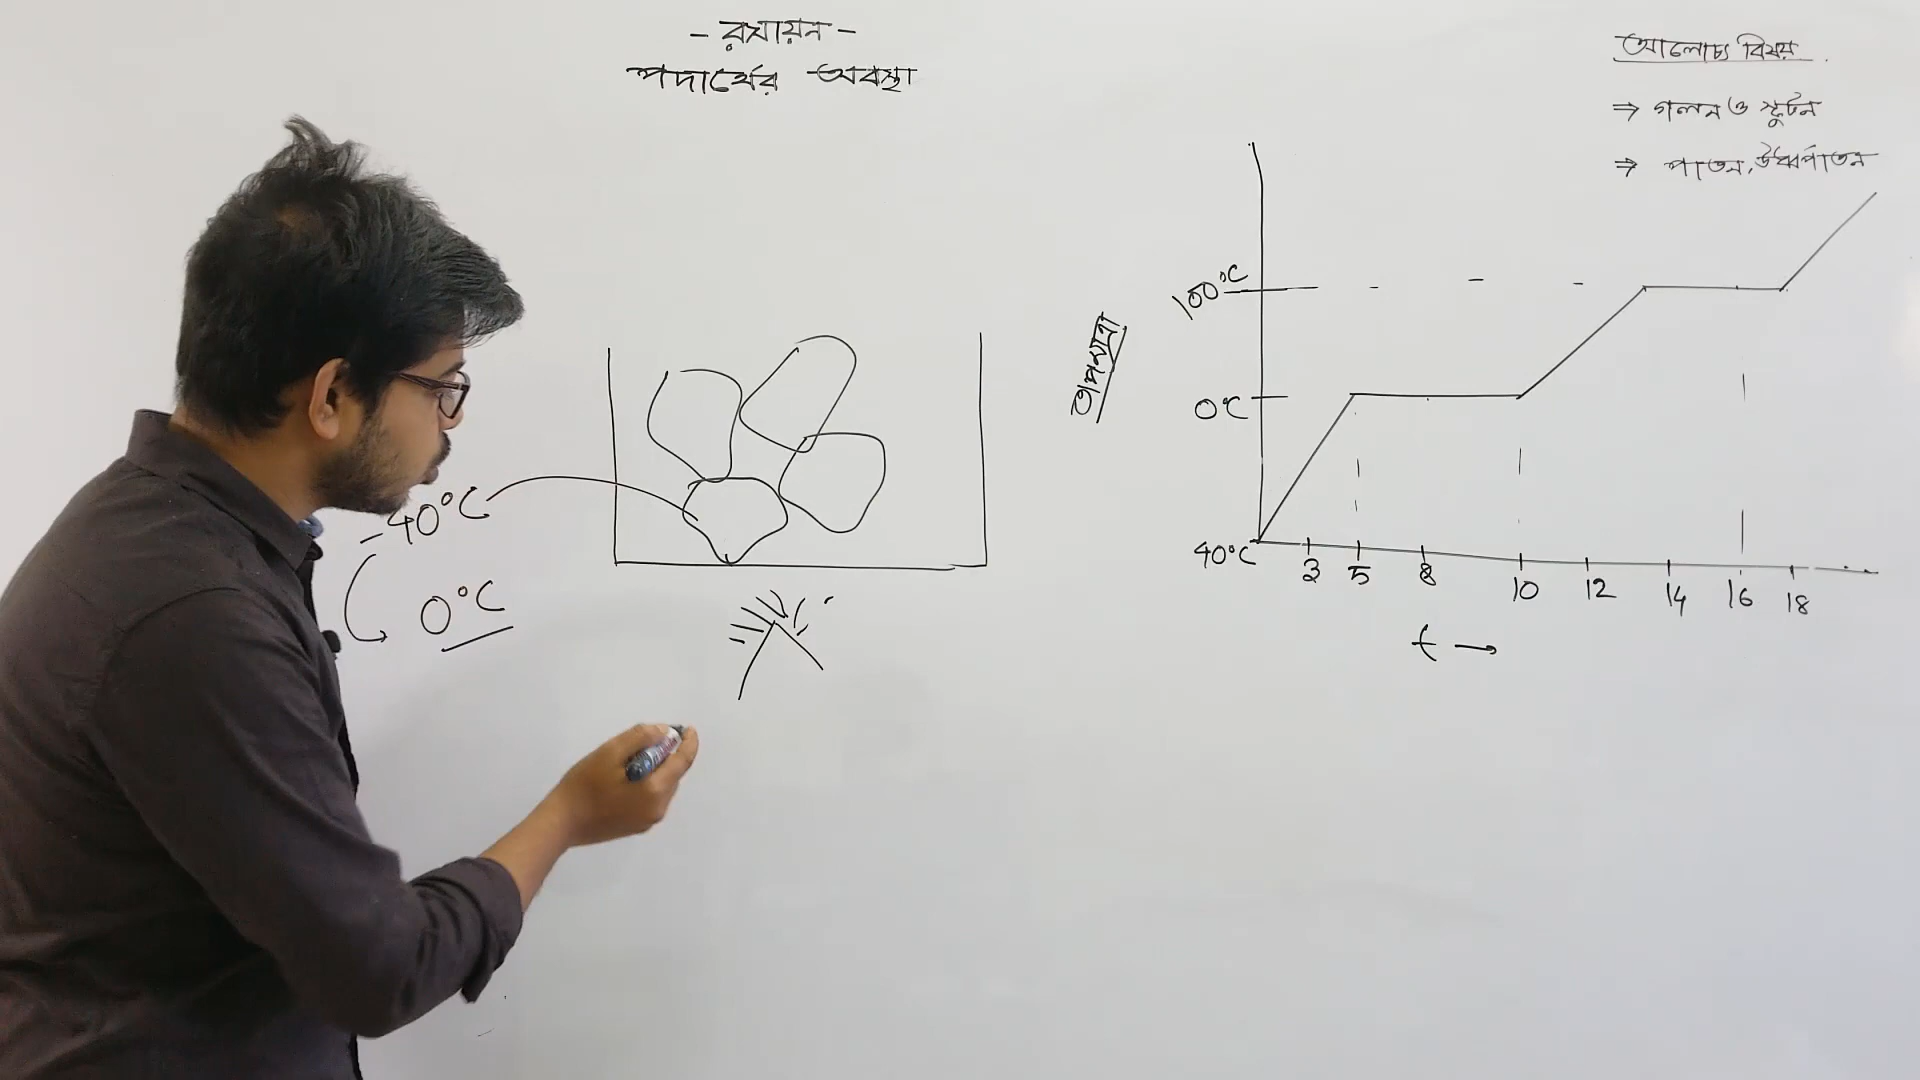 - রসায়ন -
পদার্থের অবস্থা
আলোচ্য বিষয়
⇒ গলন ও স্ফুটন
⇒ পাতন, ঊর্ধ্বপাতন
-40°C
0°C
তাপমাত্রা
100°C
0°C
40°C
3 5 8 10 12 14 16 18
t →